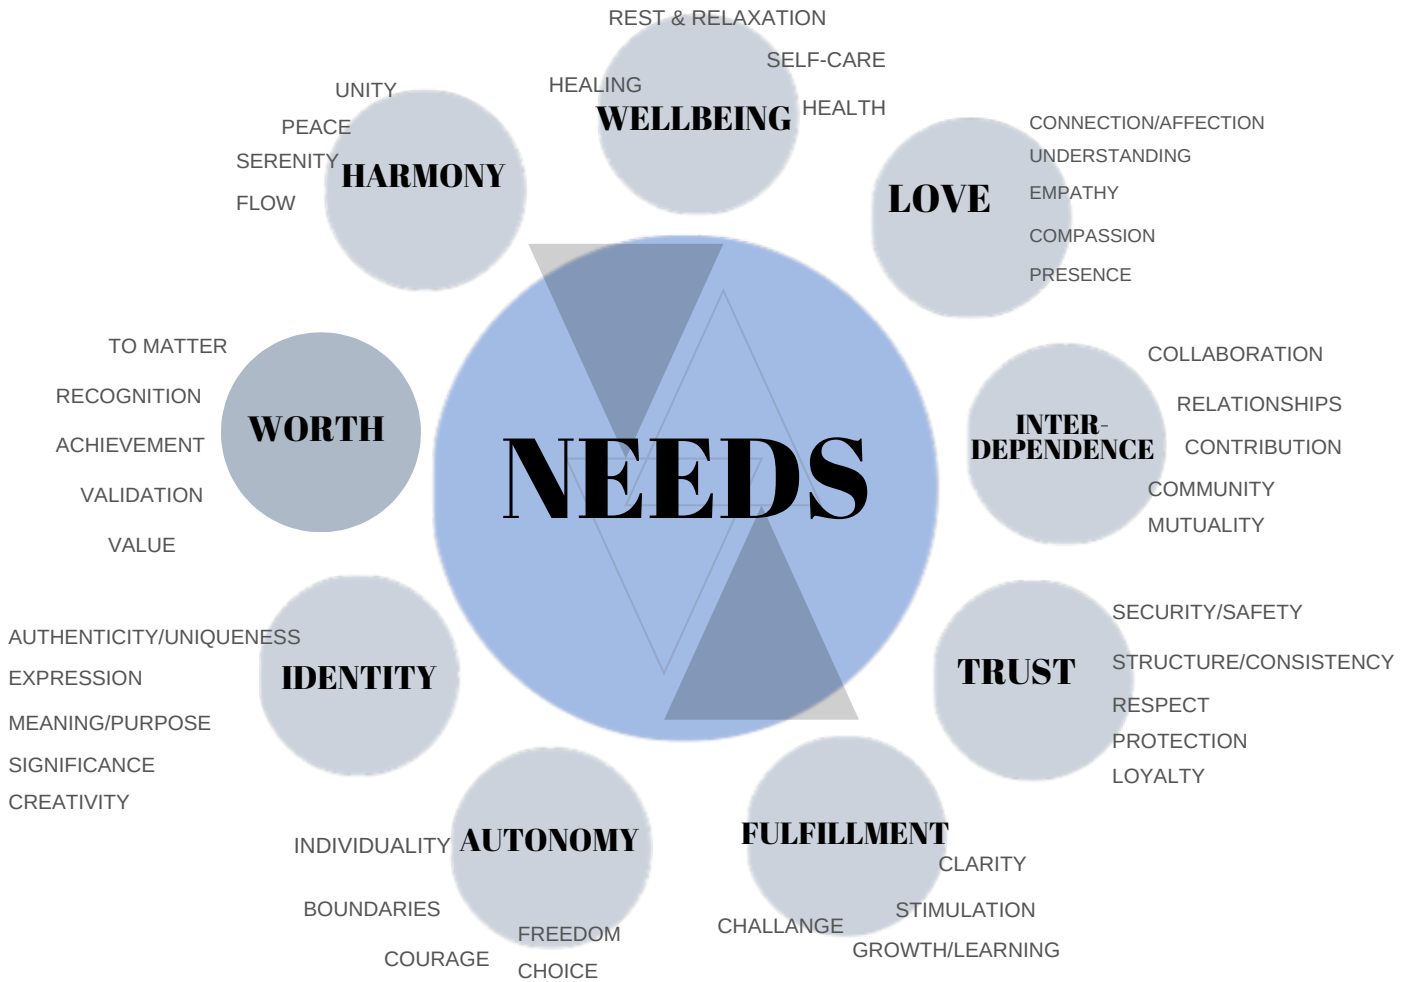 REST & RELAXATION
SELF-CARE
HEALING
HEALTH
WELLBEING
UNITY
PEACE
SERENITY
FLOW
HARMONY
LOVE
CONNECTION/AFFECTION
UNDERSTANDING
EMPATHY
COMPASSION
PRESENCE
TO MATTER
RECOGNITION
ACHIEVEMENT
VALIDATION
VALUE
WORTH
NEEDS
INTER-
DEPENDENCE
COLLABORATION
RELATIONSHIPS
CONTRIBUTION
COMMUNITY
MUTUALITY
AUTHENTICITY/UNIQUENESS
EXPRESSION
MEANING/PURPOSE
SIGNIFICANCE
CREATIVITY
IDENTITY
TRUST
SECURITY/SAFETY
STRUCTURE/CONSISTENCY
RESPECT
PROTECTION
LOYALTY
INDIVIDUALITY
AUTONOMY
BOUNDARIES
COURAGE
FREEDOM
CHOICE
FULFILLMENT
CLARITY
STIMULATION
CHALLANGE
GROWTH/LEARNING